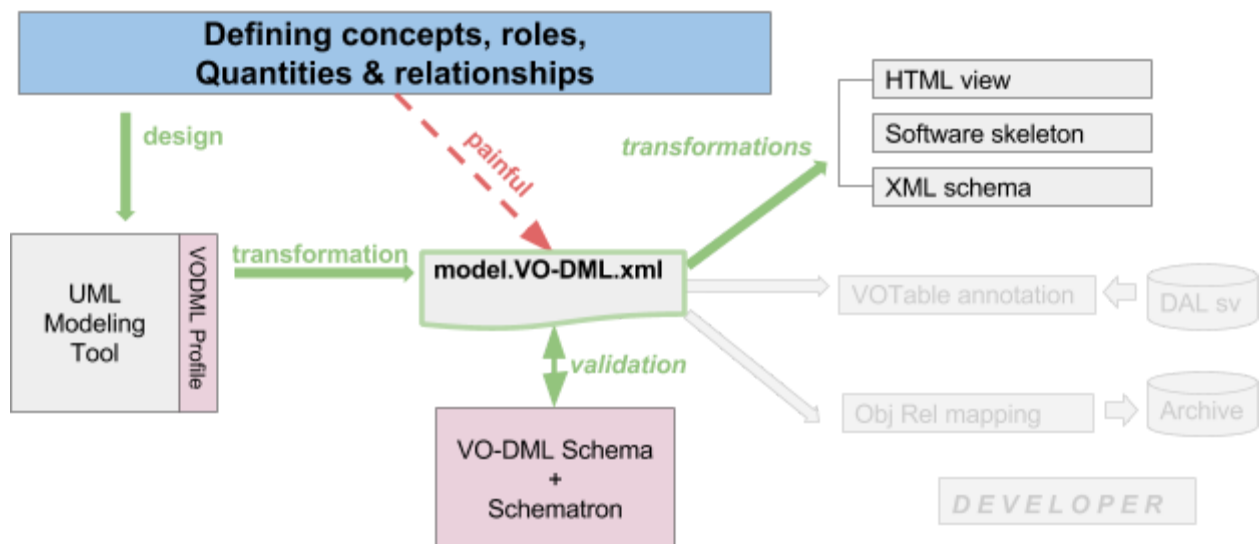 Defining concepts, roles,
Quantities & relationships
design
painful
transformations
HTML view
Software skeleton
XML schema
UML
Modeling
Tool
VODML Profile
transformation
model.VO-DML.xml
VOTable annotation
DAL sv
validation
Obj Rel mapping
Archive
VO-DML Schema
+
Schematron
DEVELOPER